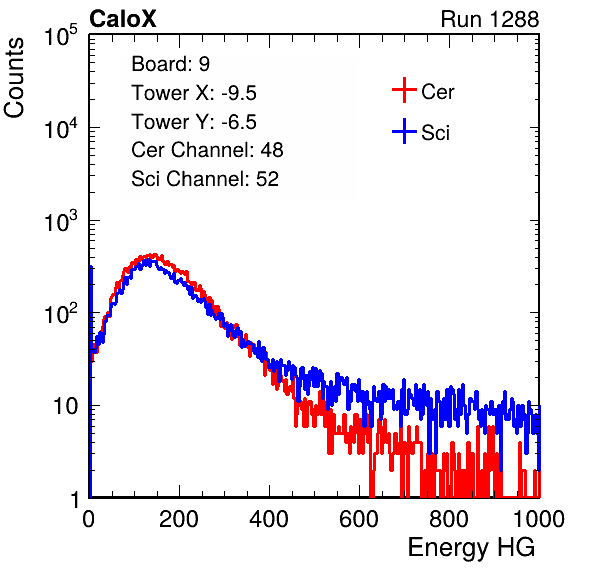 CaloX Run 1288
Counts
10^5
10^4
10^3
10^2
10
1
Board: 9
Tower X: -9.5
Tower Y: -6.5
Cer Channel: 48
Sci Channel: 52
Cer
Sci
0 200 400 600 800 1000
Energy HG